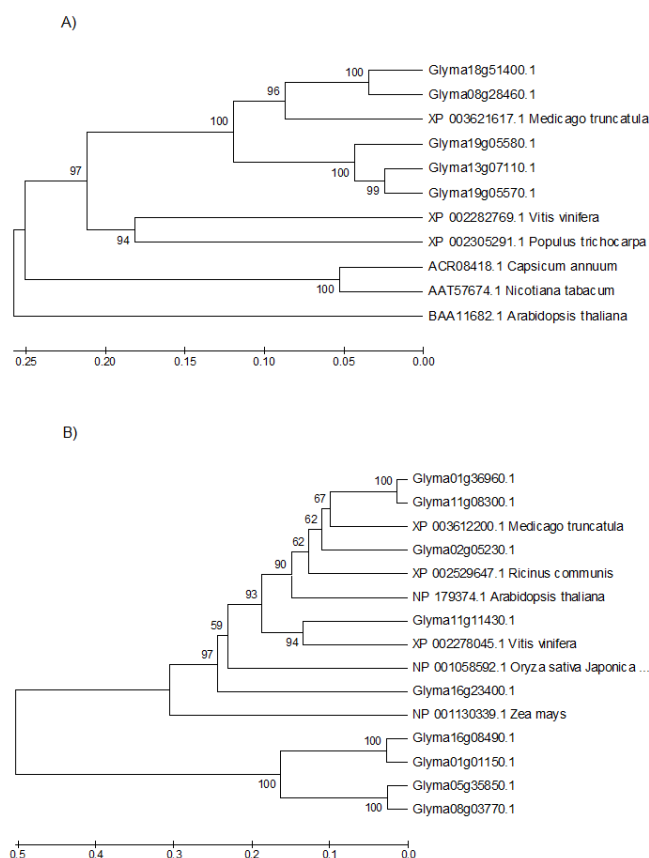 A)
Glyma18g51400.1
100
Glyma08g28460.1
96
XP 003621617.1 Medicago truncatula
100
Glyma19g05580.1
100
Glyma13g07110.1
99
Glyma19g05570.1
97
XP 002282769.1 Vitis vinifera
94
XP 002305291.1 Populus trichocarpa
ACR08418.1 Capsicum annuum
100
AAT57674.1 Nicotiana tabacum
BAA11682.1 Arabidopsis thaliana
0.25 0.20 0.15 0.10 0.05 0.00
B)
Glyma01g36960.1
100
Glyma11g08300.1
67
XP 003612200.1 Medicago truncatula
62
Glyma02g05230.1
62
XP 002529647.1 Ricinus communis
90
NP 179374.1 Arabidopsis thaliana
93
Glyma11g11430.1
94
XP 002278045.1 Vitis vinifera
59
NP 001058592.1 Oryza sativa Japonica ...
97
Glyma16g23400.1
NP 001130339.1 Zea mays
Glyma16g08490.1
100
Glyma01g01150.1
100
Glyma05g35850.1
100
Glyma08g03770.1
0.5 0.4 0.3 0.2 0.1 0.0